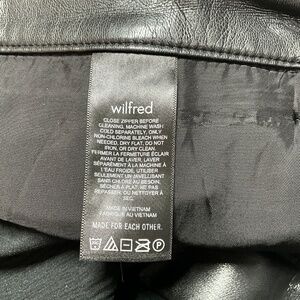 wilfred
CLOSE ZIPPER BEFORE
CLEANING, MACHINE WASH
COLD SEPARATELY, ONLY
NON-CHLORINE BLEACH WHEN
NEEDED, DRY FLAT, DO NOT
IRON, OR DRY CLEAN.
FERMER LA FERMETURE ÉCLAIR
AVANT DE LAVER, LAVER
SÉPARÉMENT À LA MACHINE À
L'EAU FROIDE, UTILISER
SEULEMENT UN JAVELLISANT
SANS CHLORE AU BESOIN,
SÉCHER À PLAT, NE PAS
REPASSER, OU NETTOYER À
SEC.
MADE IN VIETNAM
FABRIQUÉ AU VIETNAM
MADE FOR EACH OTHER.